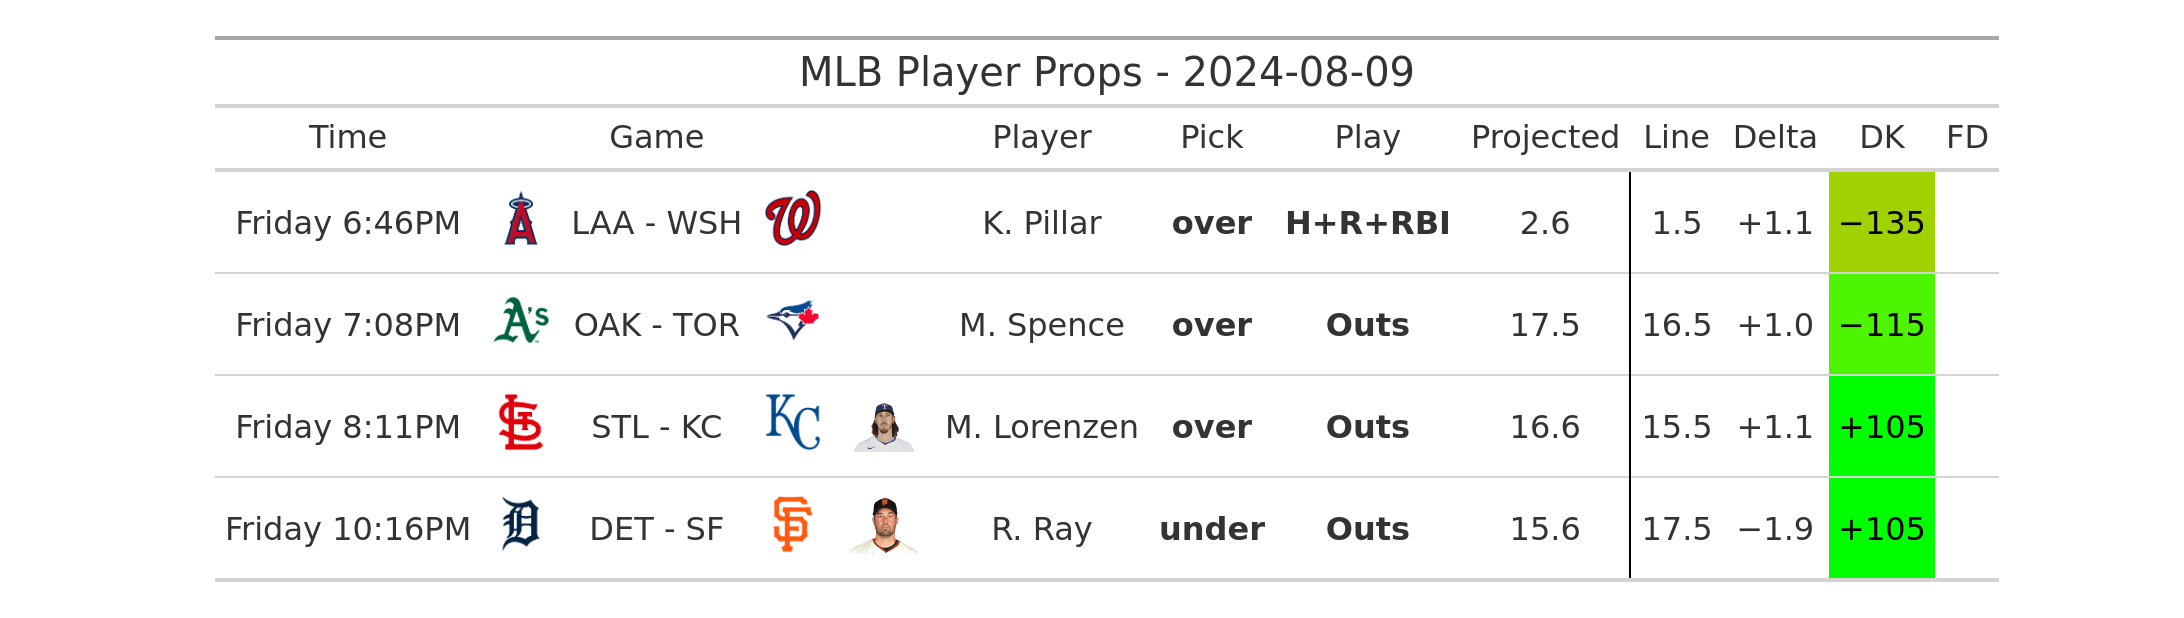 MLB Player Props - 2024-08-09
Time Game Player Pick Play Projected Line Delta DK FD
Friday 6:46PM LAA - WSH K. Pillar over H+R+RBI 2.6 1.5 +1.1 −135
Friday 7:08PM OAK - TOR M. Spence over Outs 17.5 16.5 +1.0 −115
Friday 8:11PM STL - KC M. Lorenzen over Outs 16.6 15.5 +1.1 +105
Friday 10:16PM DET - SF R. Ray under Outs 15.6 17.5 −1.9 +105